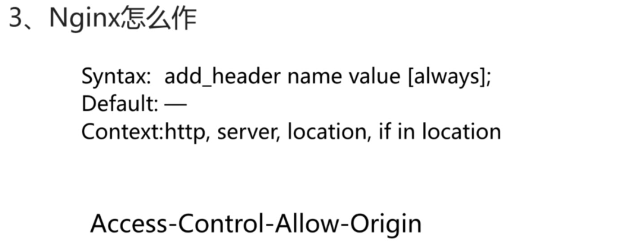 3、Nginx怎么作
Syntax: add_header name value [always];
Default: —
Context:http, server, location, if in location
Access-Control-Allow-Origin